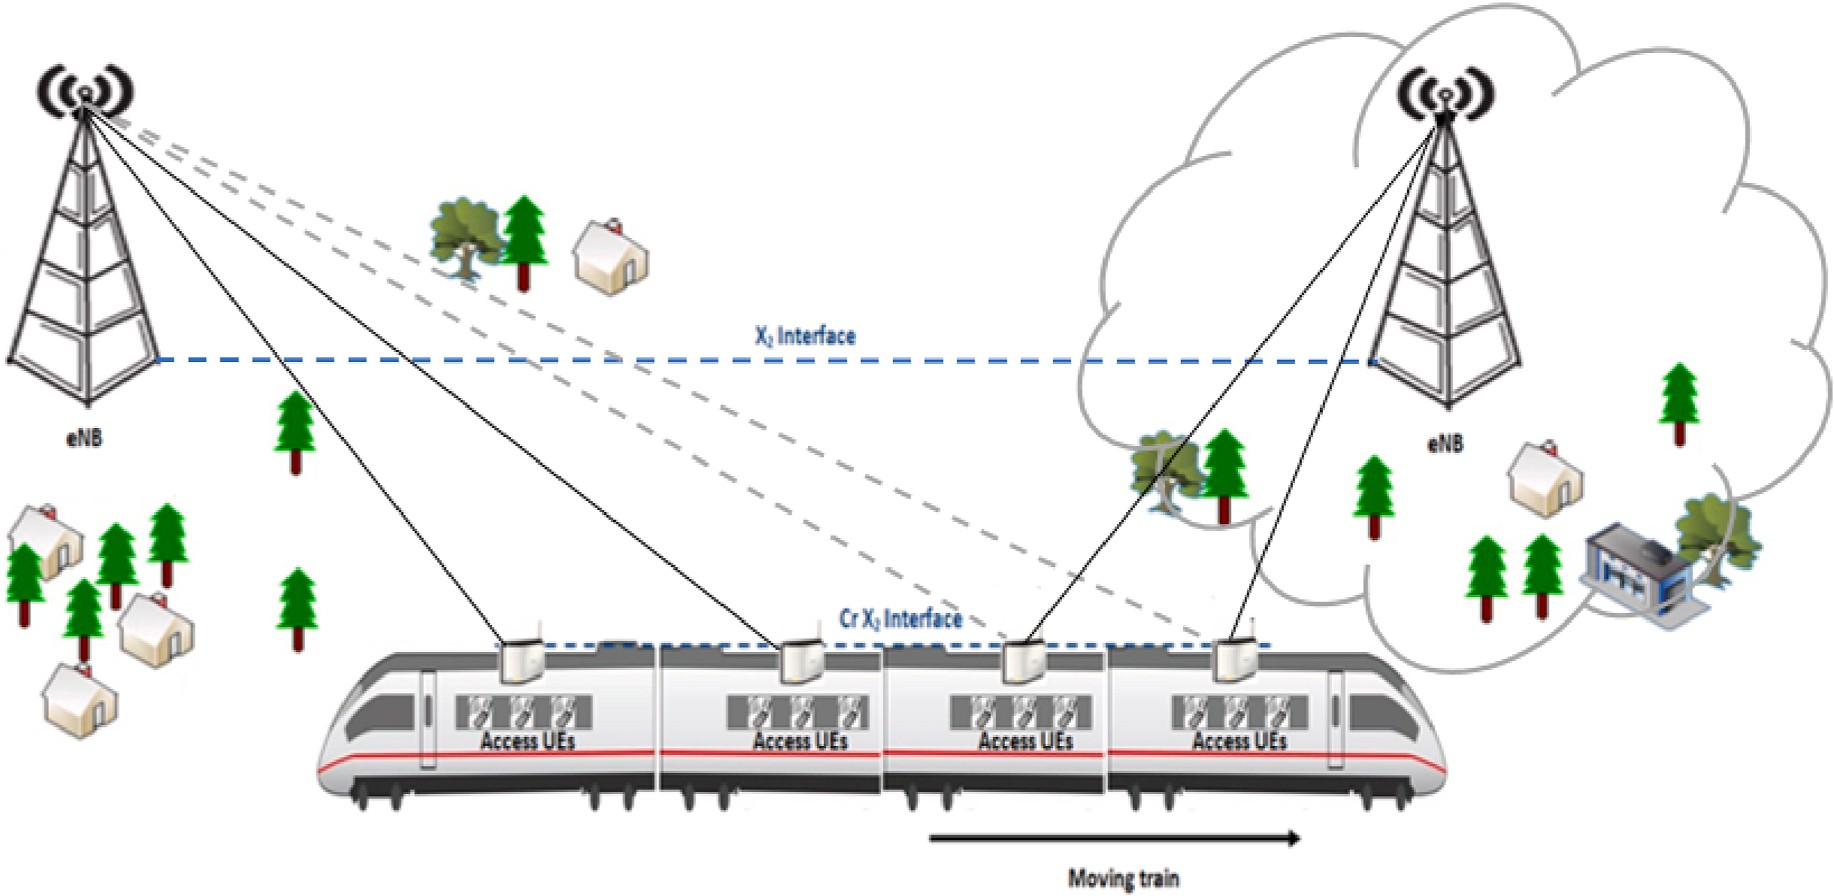 X₂ Interface
eNB
eNB
Cr X₂ Interface
Access UEs
Access UEs
Access UEs
Access UEs
Moving train